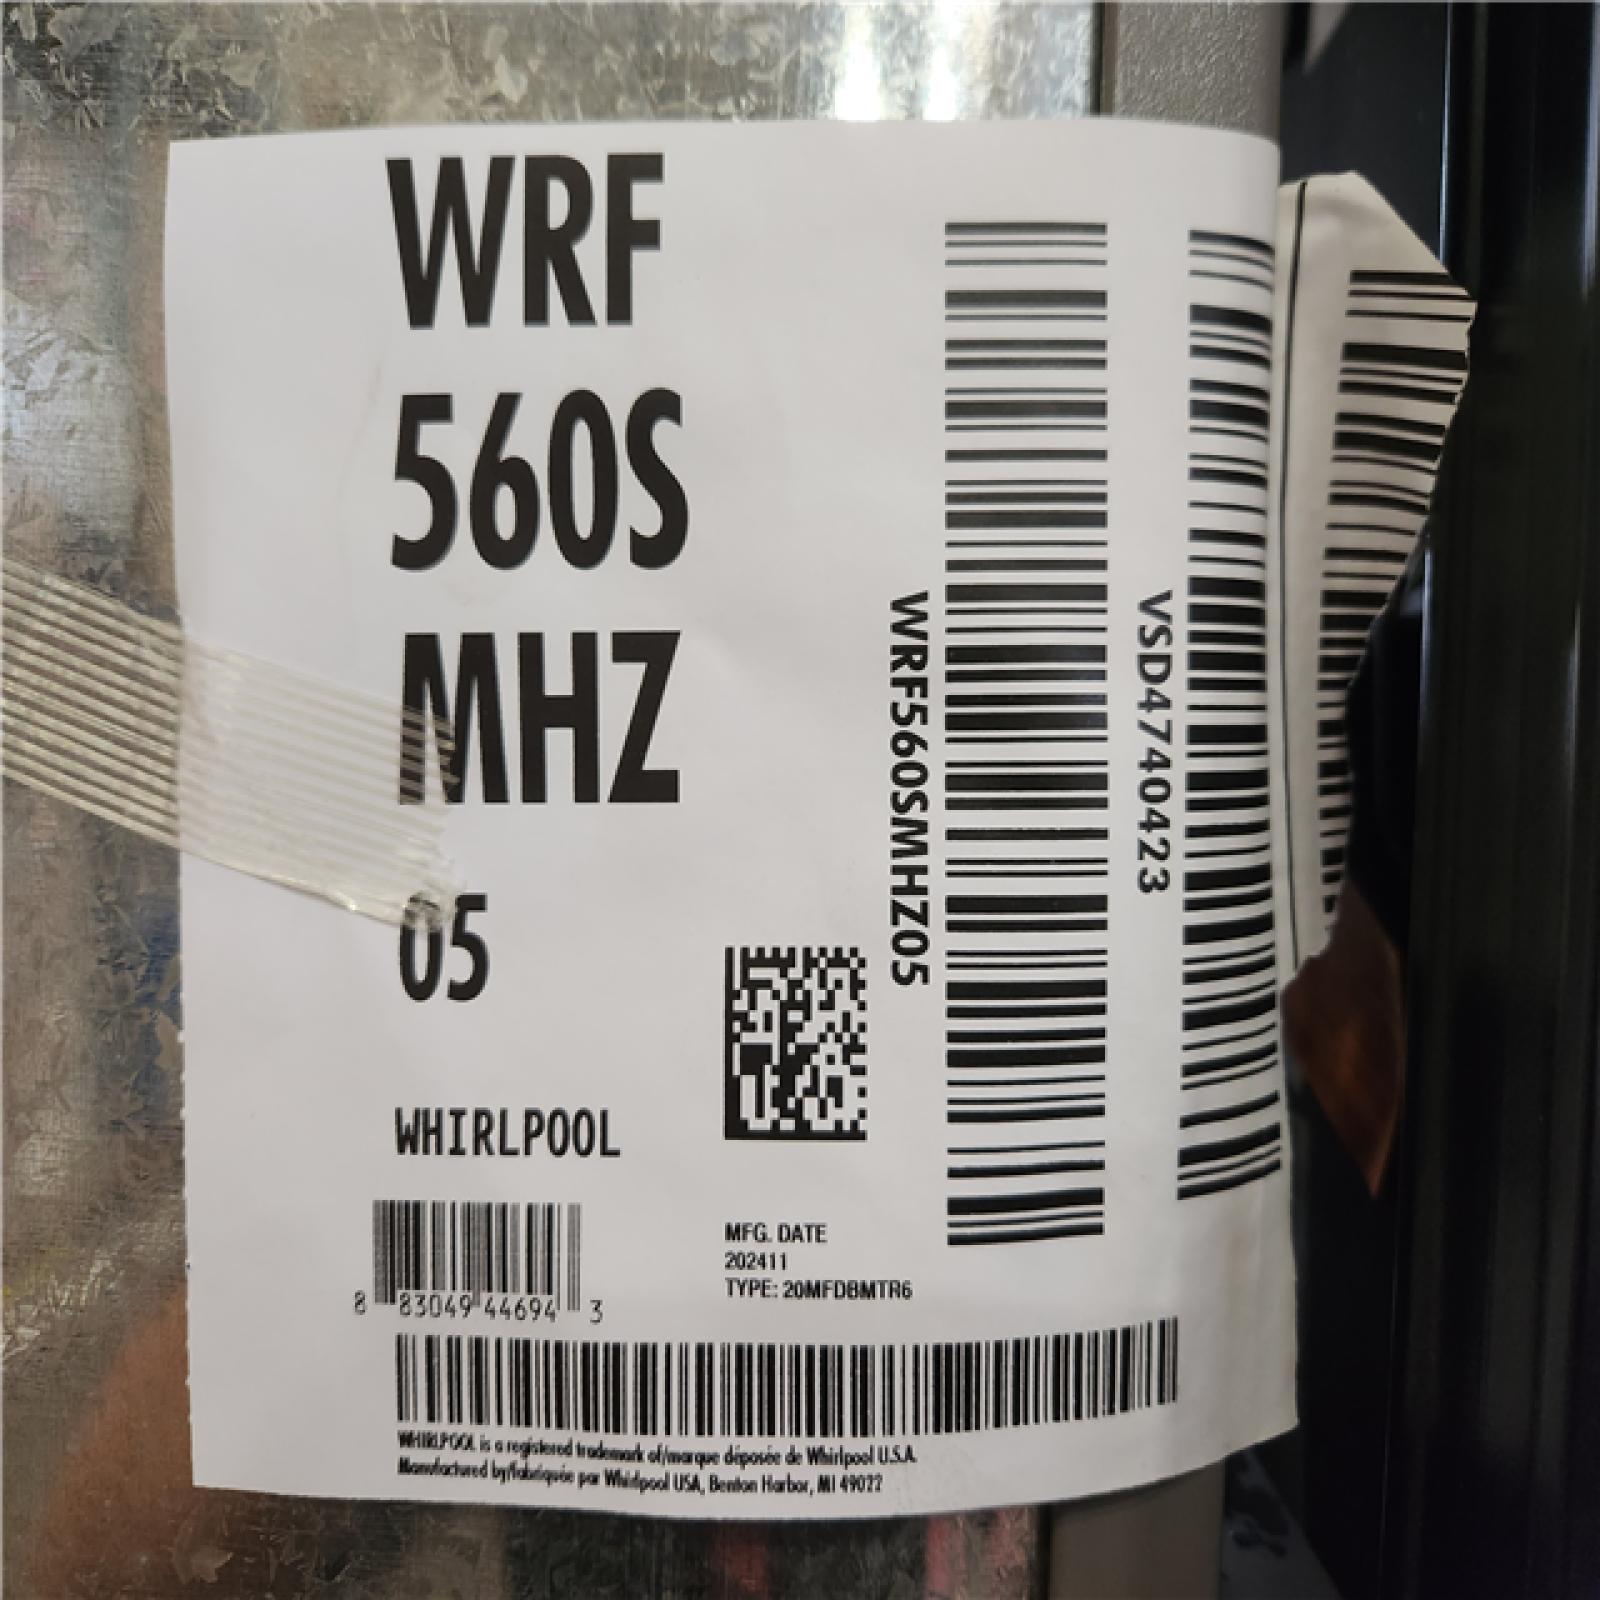 WRF
560S
MHZ
05
WHIRLPOOL
WRF560SMHZ05
VSD4740423
8 83049 44694 3
MFG. DATE
202411
TYPE: 20MFDBMTR6
WHIRLPOOL is a registered trademark of/marque déposée de Whirlpool U.S.A.
Manufactured by/fabriquée par Whirlpool USA, Benton Harbor, MI 49022